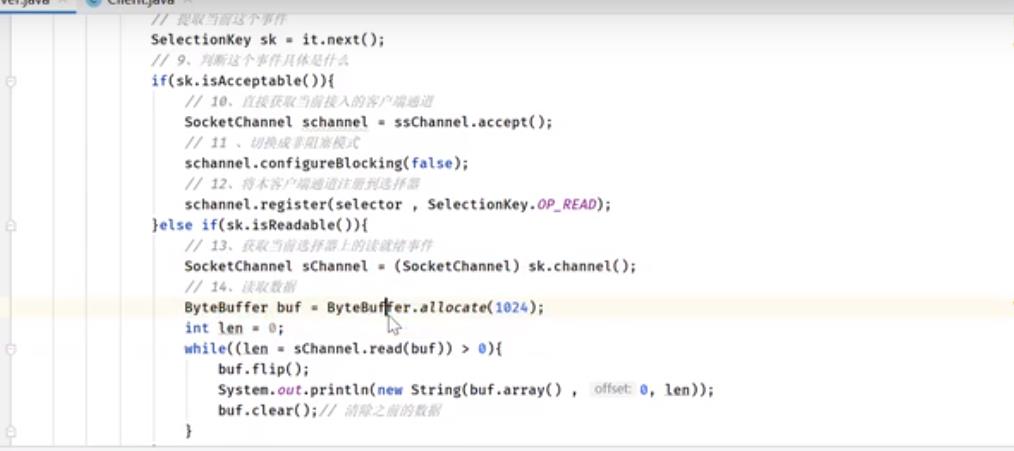 ver.java Client.java
// 提取当前这个事件
SelectionKey sk = it.next();
// 9、判断这个事件具体是什么
if(sk.isAcceptable()){
// 10、直接获取当前接入的客户端通道
SocketChannel schannel = ssChannel.accept();
// 11 、切换成非阻塞模式
schannel.configureBlocking(false);
// 12、将本客户端通道注册到选择器
schannel.register(selector , SelectionKey.OP_READ);
}else if(sk.isReadable()){
// 13、获取当前选择器上的读就绪事件
SocketChannel sChannel = (SocketChannel) sk.channel();
// 14、读取数据
ByteBuffer buf = ByteBuffer.allocate(1024);
int len = 0;
while((len = sChannel.read(buf)) > 0){
buf.flip();
System.out.println(new String(buf.array() , offset: 0, len));
buf.clear();// 清除之前的数据
}